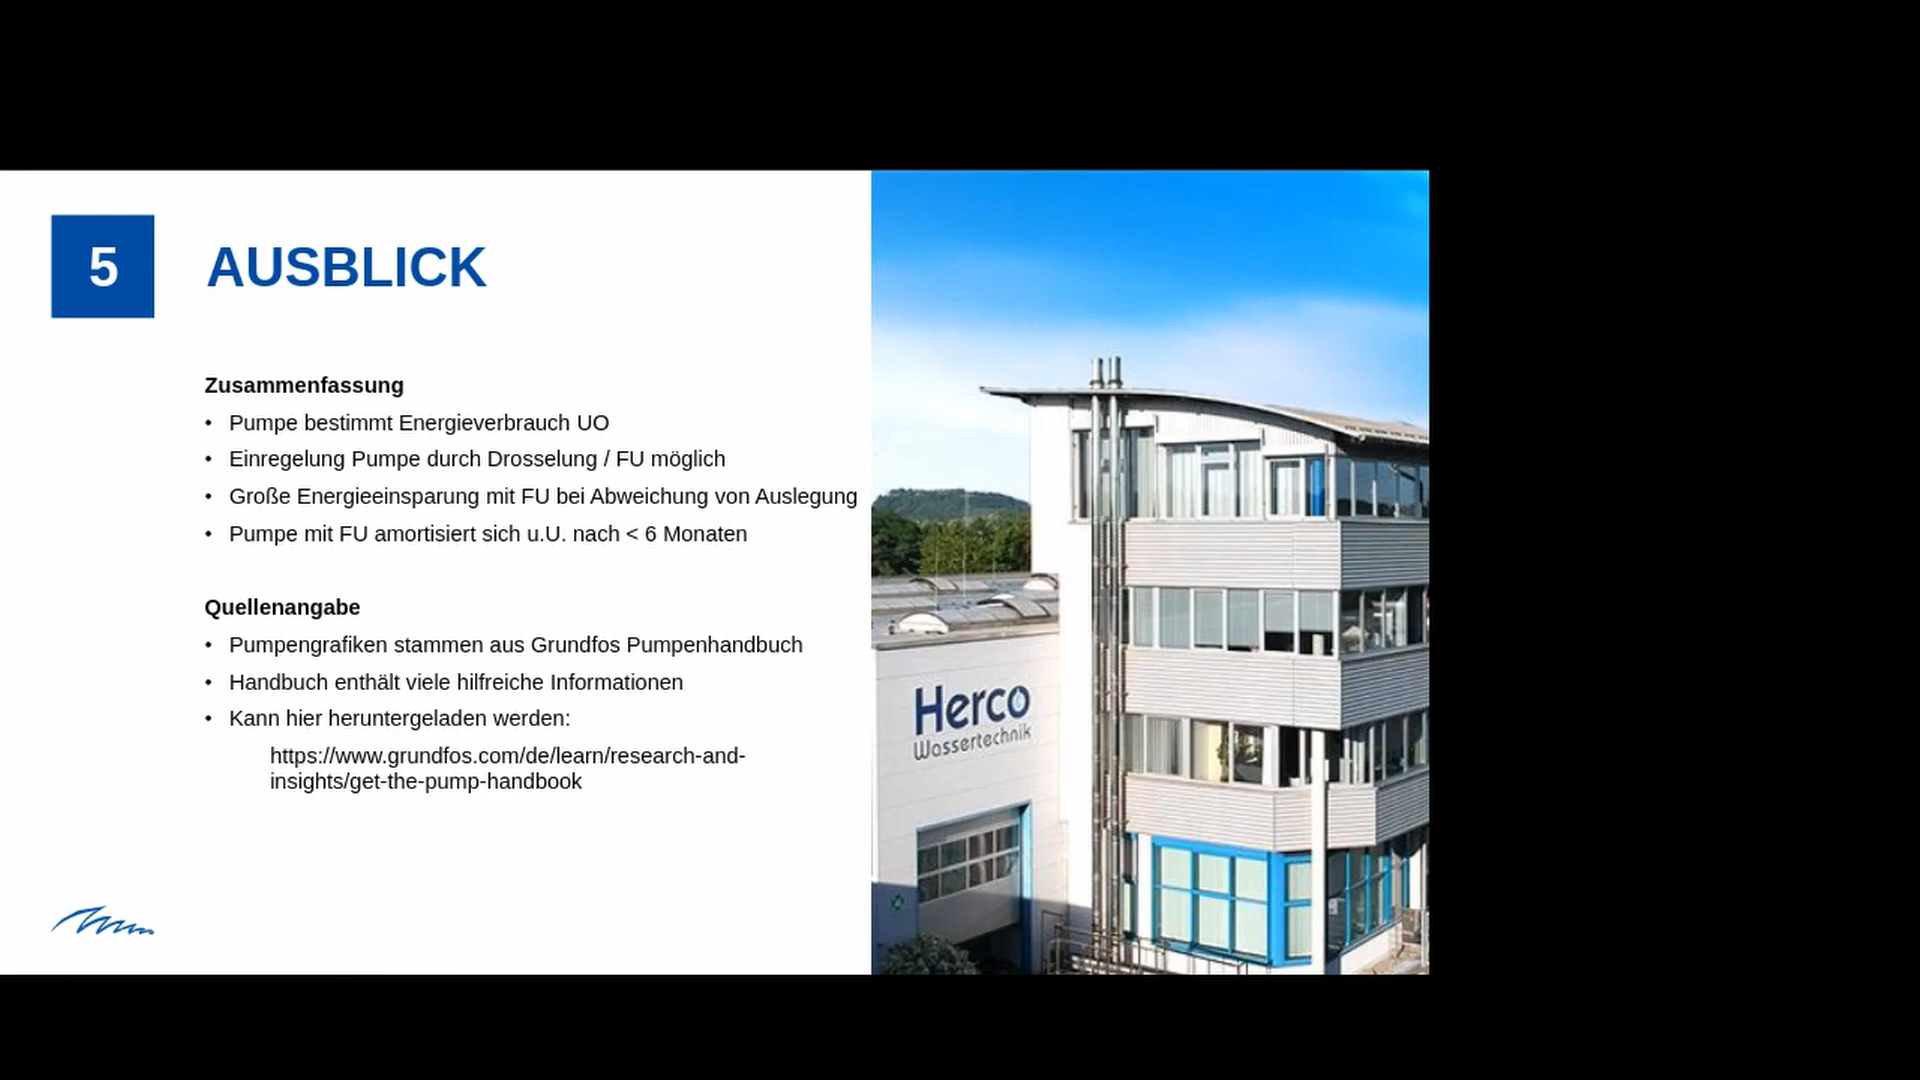 5
AUSBLICK
Zusammenfassung
• Pumpe bestimmt Energieverbrauch UO
• Einregelung Pumpe durch Drosselung / FU möglich
• Große Energieeinsparung mit FU bei Abweichung von Auslegung
• Pumpe mit FU amortisiert sich u.U. nach < 6 Monaten
Quellenangabe
• Pumpengrafiken stammen aus Grundfos Pumpenhandbuch
• Handbuch enthält viele hilfreiche Informationen
• Kann hier heruntergeladen werden:
https://www.grundfos.com/de/learn/research-and-
insights/get-the-pump-handbook
Herco
Wassertechnik